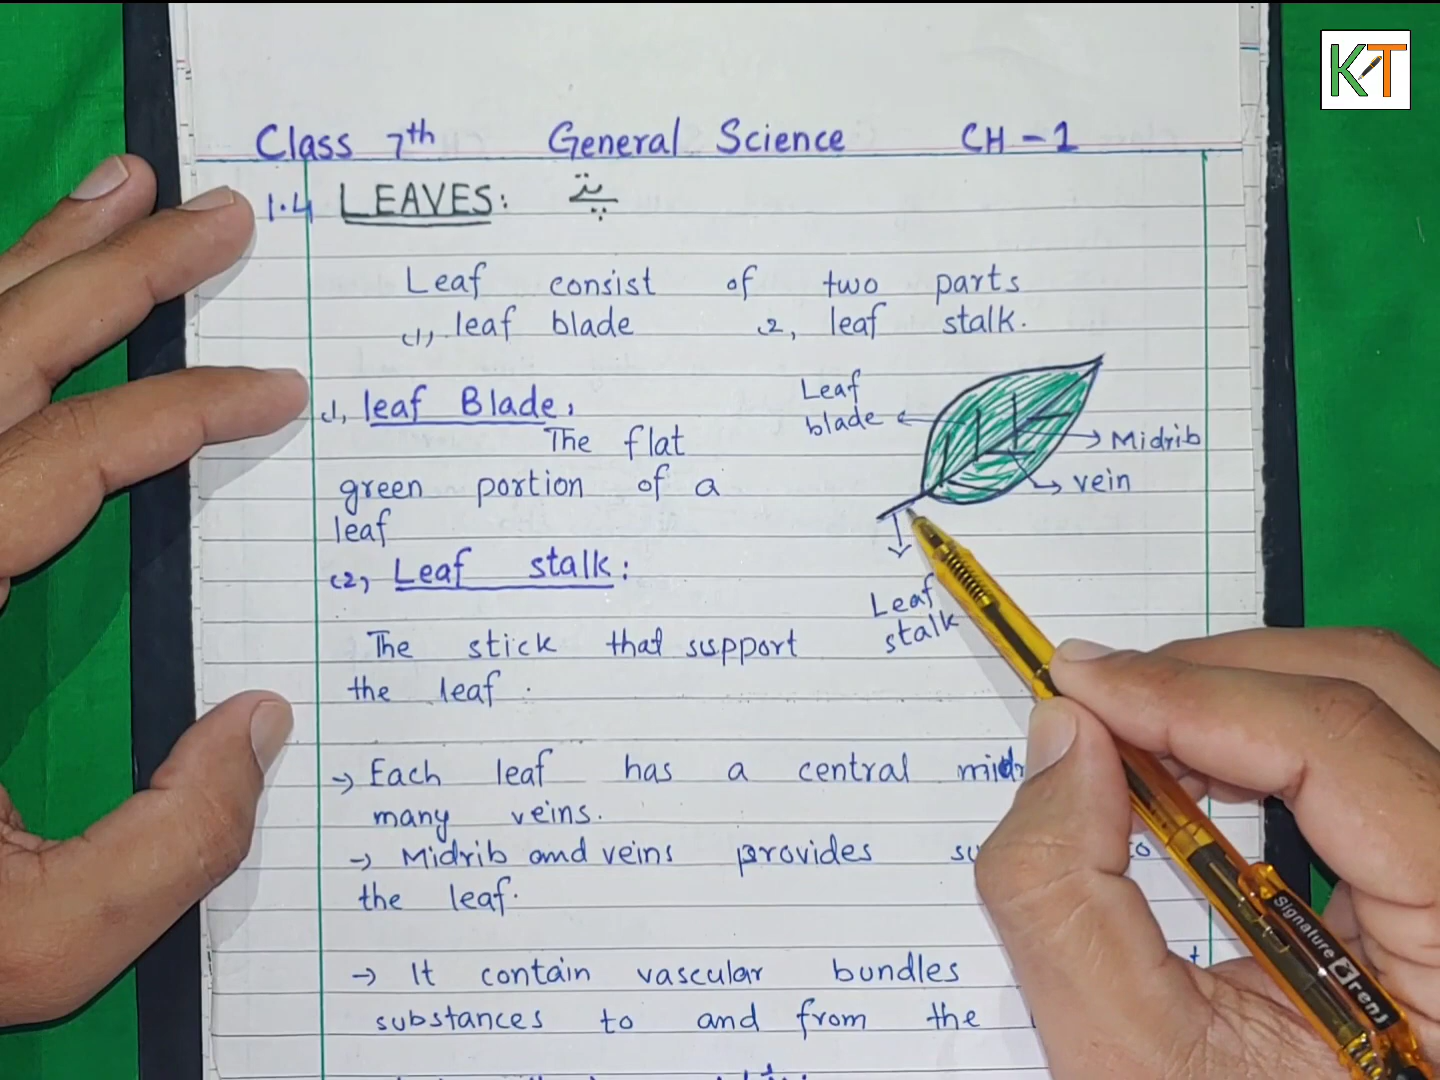 KT
Class 7th General Science CH-1
1.4 LEAVES: پتے
Leaf consist of two parts
(1), leaf blade (2, leaf stalk.
(1, leaf Blade,
The flat
green portion of a
leaf
Leaf
blade
Midrib
vein
Leaf
stalk
(2, Leaf stalk:
The stick that support
the leaf.
→ Each leaf has a central
many veins.
→ Midrib and veins provides to
the leaf.
→ It contain vascular bundles
substances to and from the
Signature